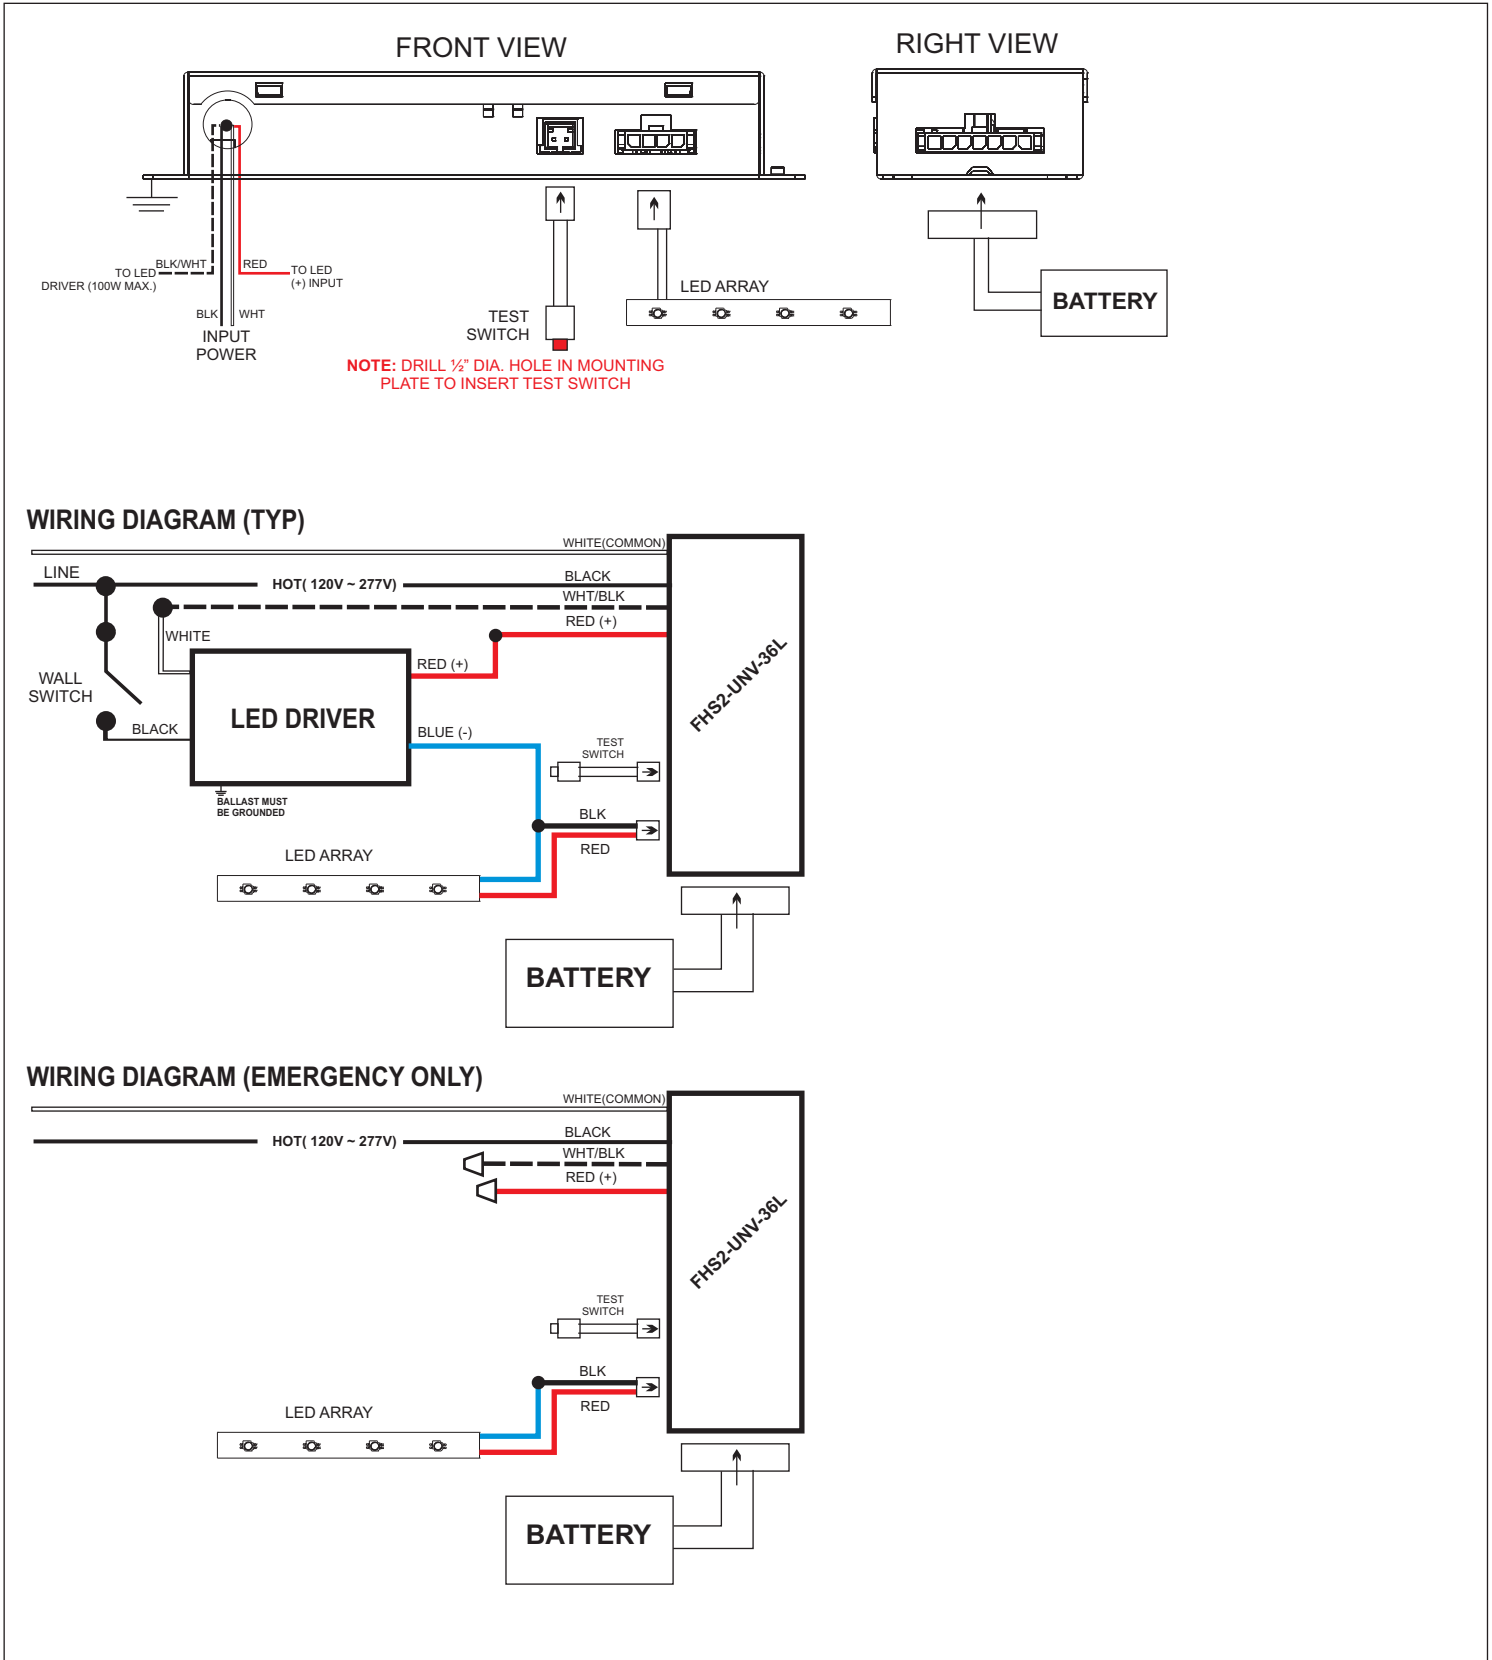 FRONT VIEW
RIGHT VIEW
BLK/WHT
RED
TO LED
DRIVER (100W MAX.)
TO LED
(+) INPUT
BLK
WHT
INPUT
POWER
TEST
SWITCH
LED ARRAY
BATTERY
NOTE: DRILL ½” DIA. HOLE IN MOUNTING
PLATE TO INSERT TEST SWITCH
WIRING DIAGRAM (TYP)
WHITE(COMMON)
LINE
HOT( 120V ~ 277V)
BLACK
WHT/BLK
RED (+)
WHITE
RED (+)
WALL
SWITCH
BLACK
LED DRIVER
BLUE (-)
FHS2-UNV-36L
TEST
SWITCH
BALLAST MUST
BE GROUNDED
BLK
RED
LED ARRAY
BATTERY
WIRING DIAGRAM (EMERGENCY ONLY)
WHITE(COMMON)
HOT( 120V ~ 277V)
BLACK
WHT/BLK
RED (+)
FHS2-UNV-36L
TEST
SWITCH
BLK
RED
LED ARRAY
BATTERY